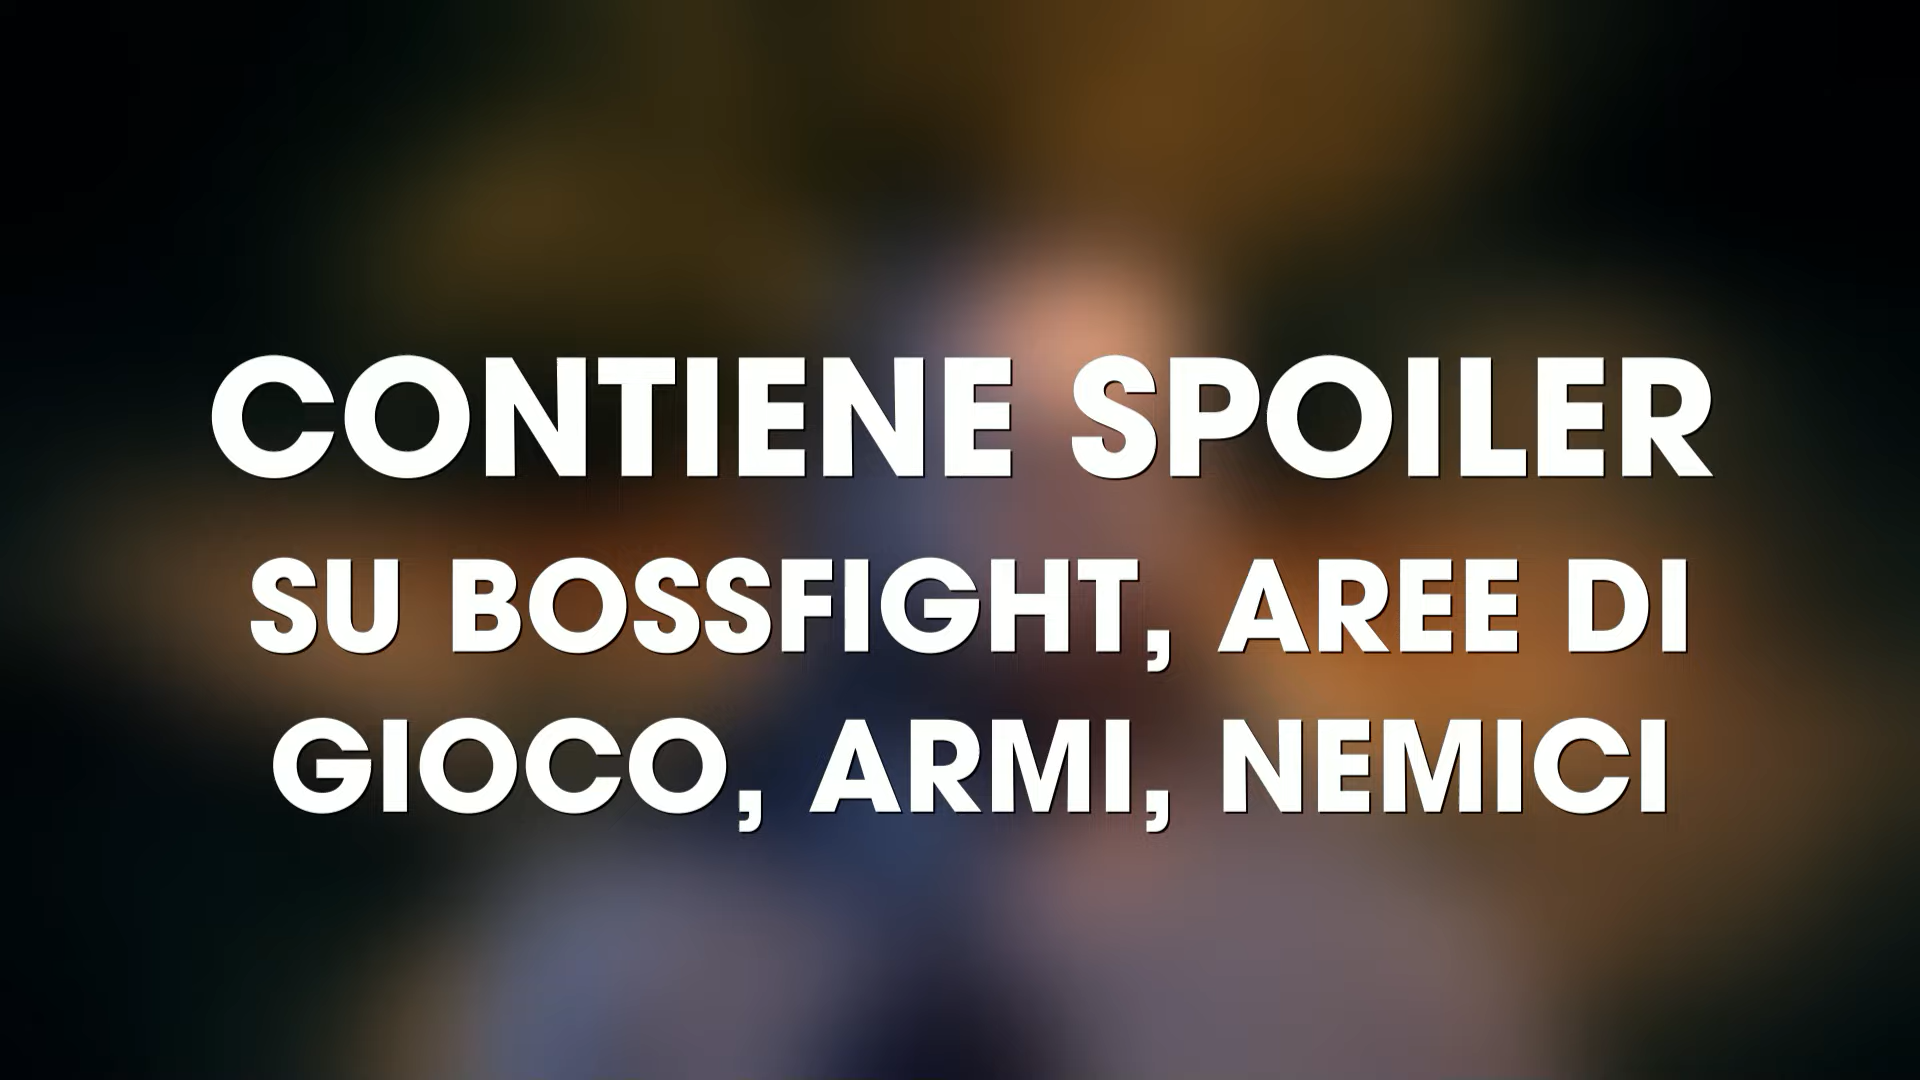 CONTIENE SPOILER
SU BOSSFIGHT, AREE DI
GIOCO, ARMI, NEMICI